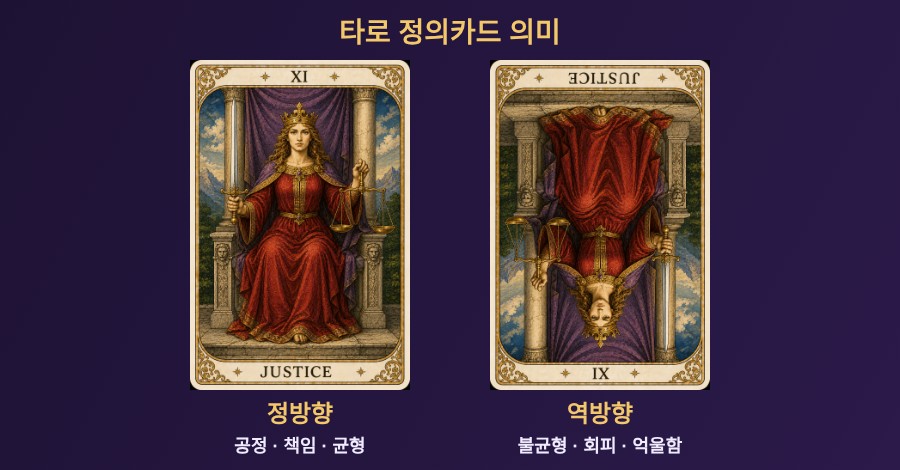 타로 정의카드 의미
XI
JUSTICE
JUSTICE
XI
정방향
역방향
공정 · 책임 · 균형
불균형 · 회피 · 억울함